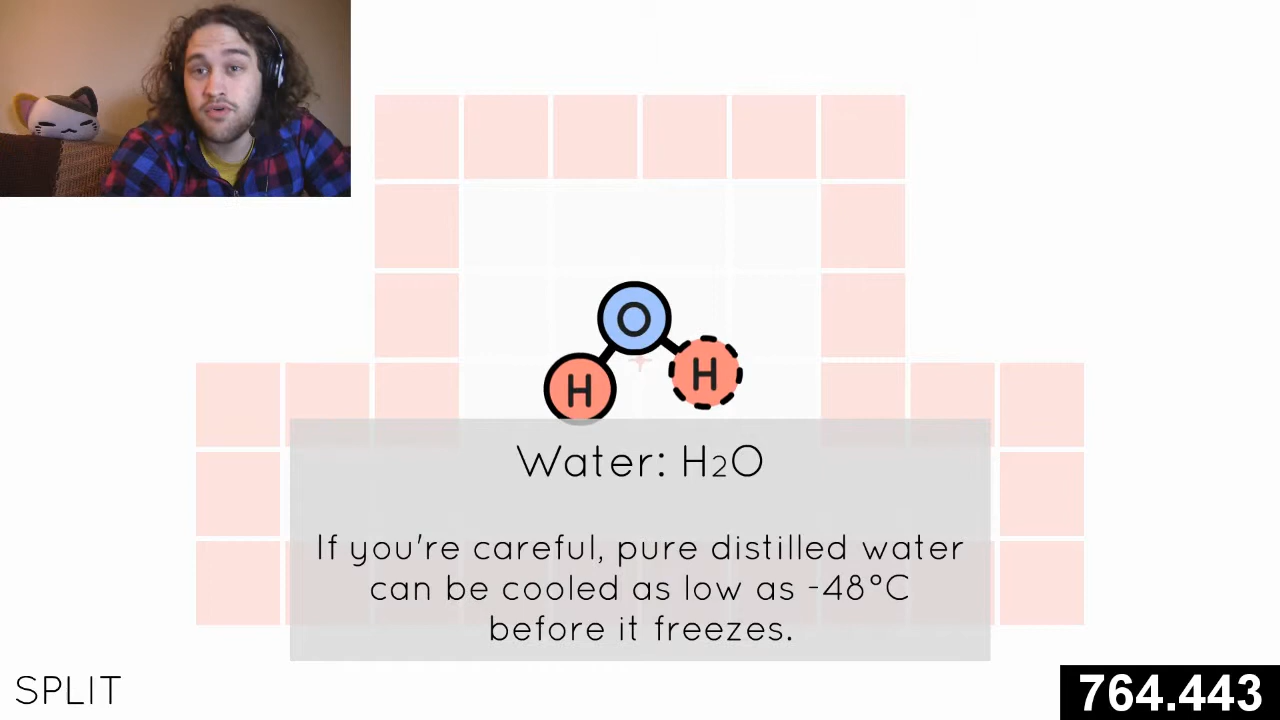 O
H
H
Water: H2O
If you're careful, pure distilled water
can be cooled as low as -48°C
before it freezes.
SPLIT
764.443